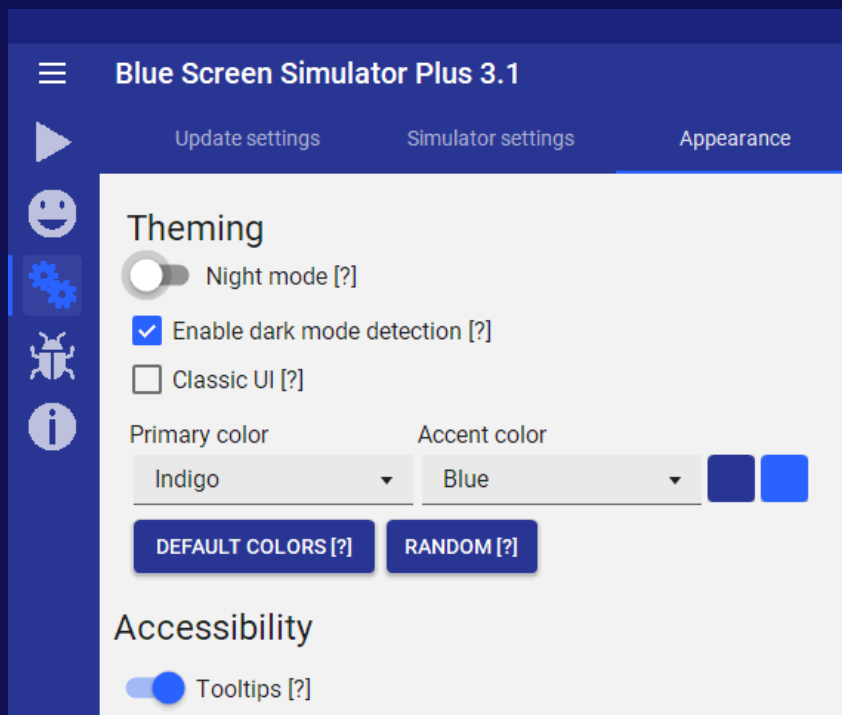 Blue Screen Simulator Plus 3.1
Update settings Simulator settings Appearance
Theming
Night mode [?]
Enable dark mode detection [?]
Classic UI [?]
Primary color Accent color
Indigo Blue
DEFAULT COLORS [?] RANDOM [?]
Accessibility
Tooltips [?]